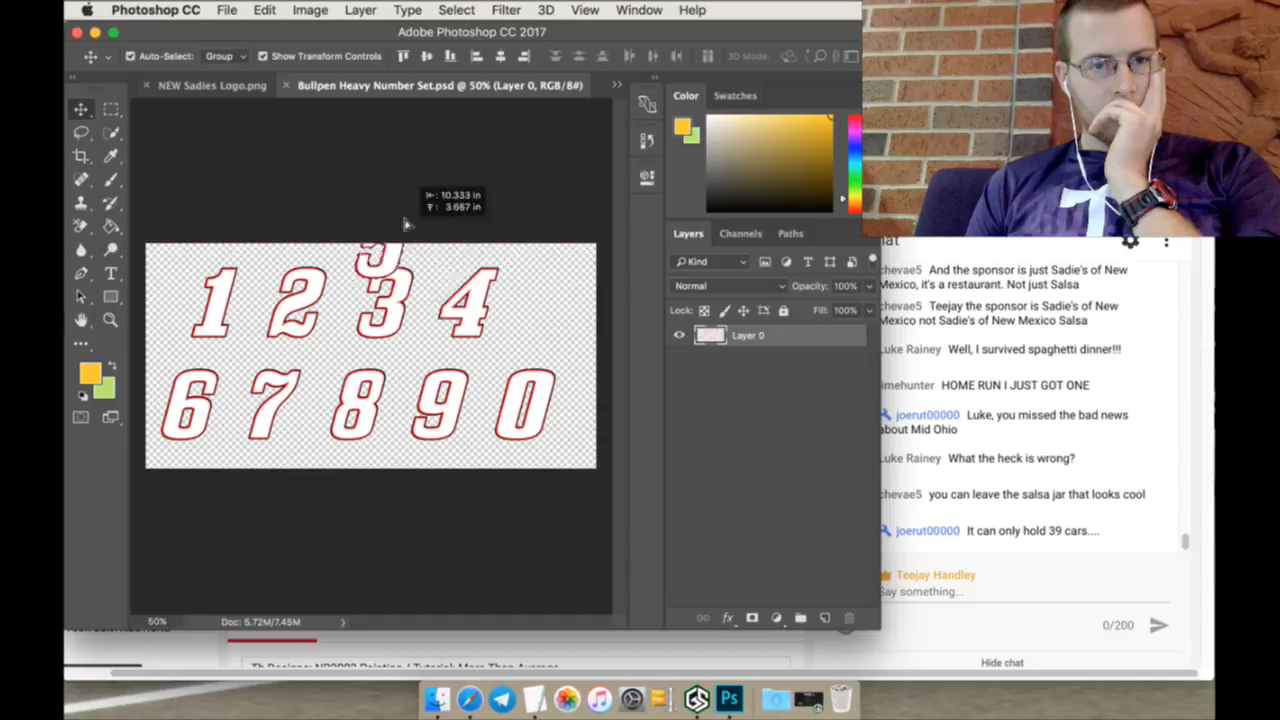 Photoshop CC File Edit Image Layer Type Select Filter 3D View Window Help
Adobe Photoshop CC 2017
Auto-Select: Group Show Transform Controls 3D Mode:
NEW Sadies Logo.png
Bullpen Heavy Number Set.psd @ 50% (Layer 0, RGB/8#)
Color Swatches
10.333 in
3.667 in
5
1 2 3 4
6 7 8 9 0
Layers Channels Paths
Kind
Normal Opacity: 100%
Lock: Fill: 100%
Layer 0
fx
50% Doc: 5.72M/7.45M
hat
chevae5 And the sponsor is just Sadie's of New
Mexico, it's a restaurant. Not just Salsa
chevae5 Teejay the sponsor is Sadie's of New
Mexico not Sadie's of New Mexico Salsa
Luke Rainey Well, I survived spaghetti dinner!!!
imehunter HOME RUN I JUST GOT ONE
joerut00000 Luke, you missed the bad news
about Mid Ohio
Luke Rainey What the heck is wrong?
chevae5 you can leave the salsa jar that looks cool
joerut00000 It can only hold 39 cars....
Teejay Handley
Say something...
0/200
Hide chat
Ps